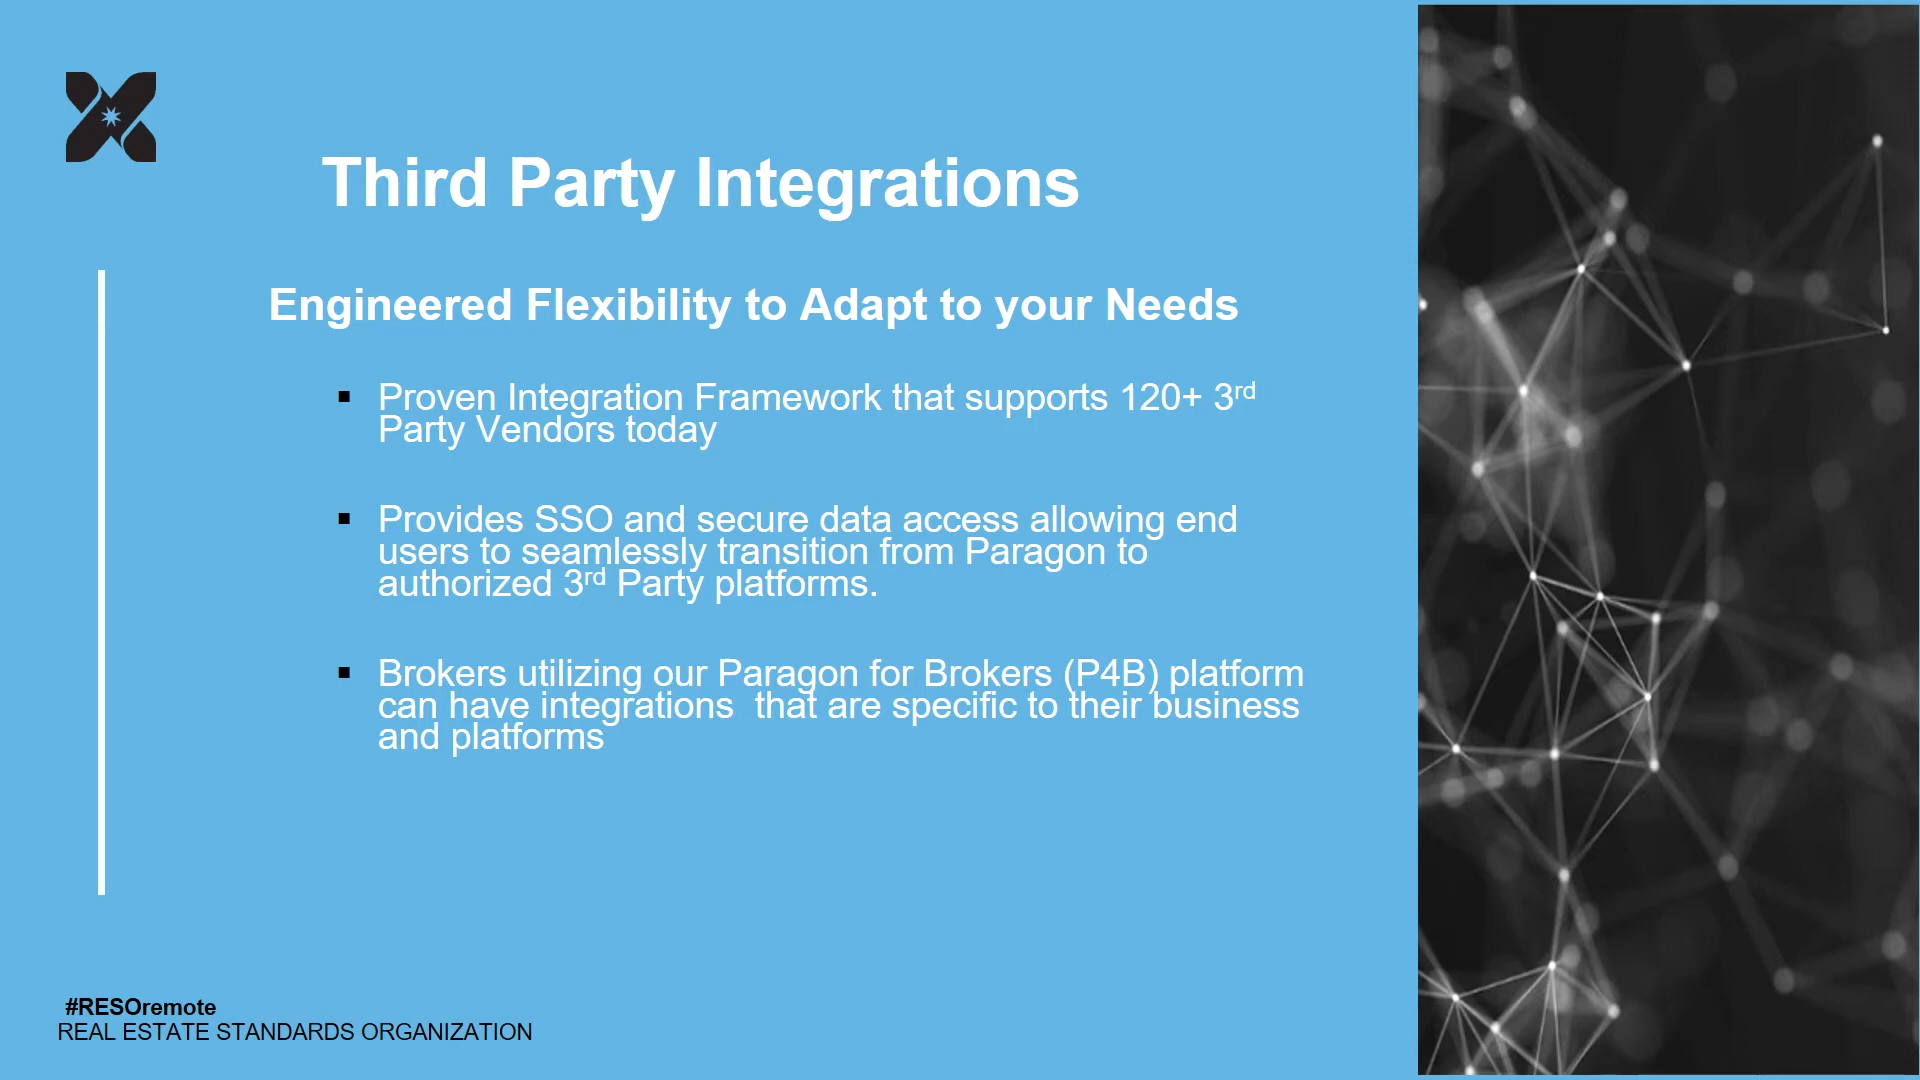 Third Party Integrations
Engineered Flexibility to Adapt to your Needs
▪ Proven Integration Framework that supports 120+ 3rd
Party Vendors today
▪ Provides SSO and secure data access allowing end
users to seamlessly transition from Paragon to
authorized 3rd Party platforms.
▪ Brokers utilizing our Paragon for Brokers (P4B) platform
can have integrations  that are specific to their business
and platforms
#RESOremote
REAL ESTATE STANDARDS ORGANIZATION